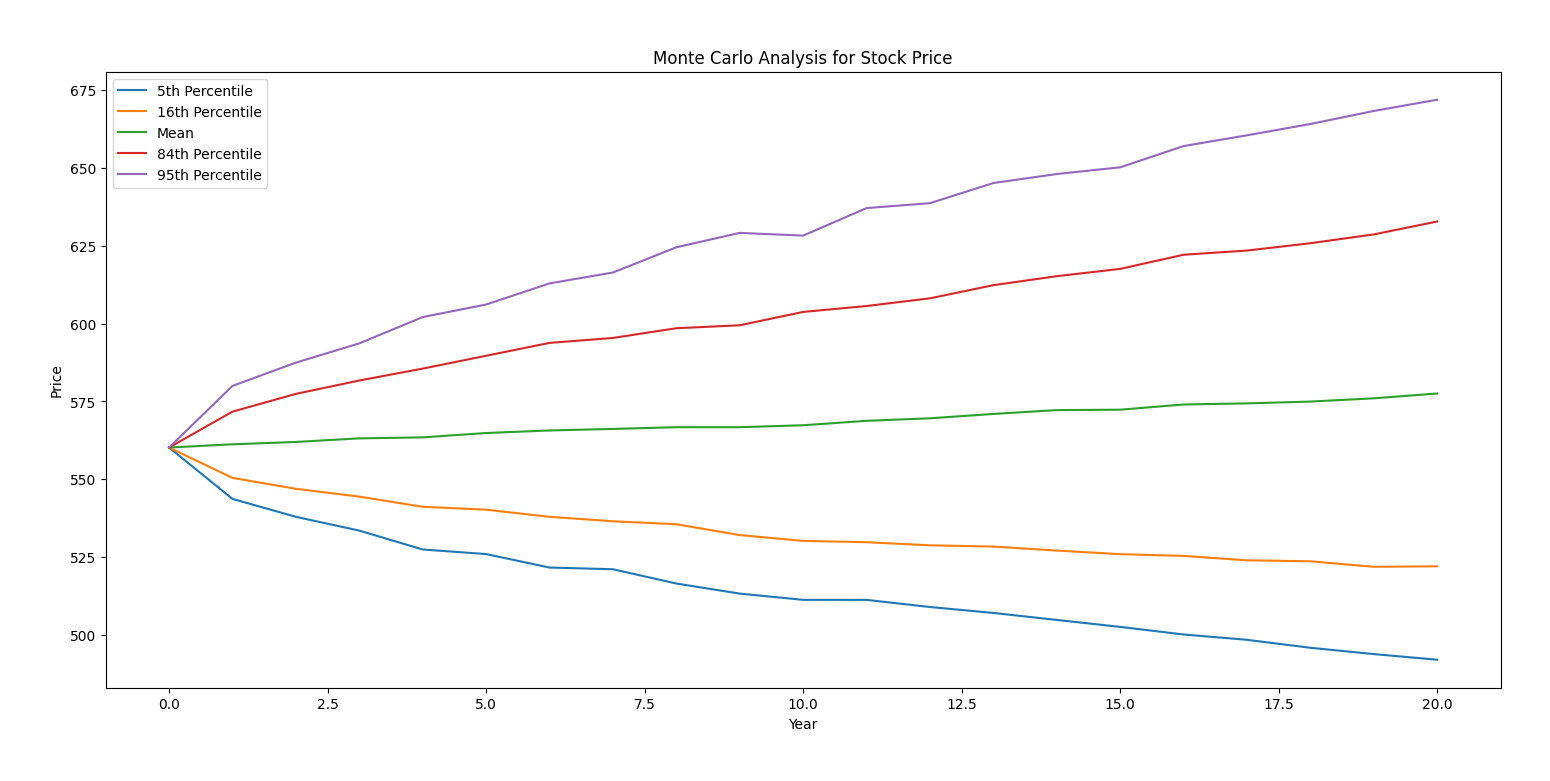 Monte Carlo Analysis for Stock Price
5th Percentile
16th Percentile
Mean
84th Percentile
95th Percentile
Price
675
650
625
600
575
550
525
500
0.0 2.5 5.0 7.5 10.0 12.5 15.0 17.5 20.0
Year